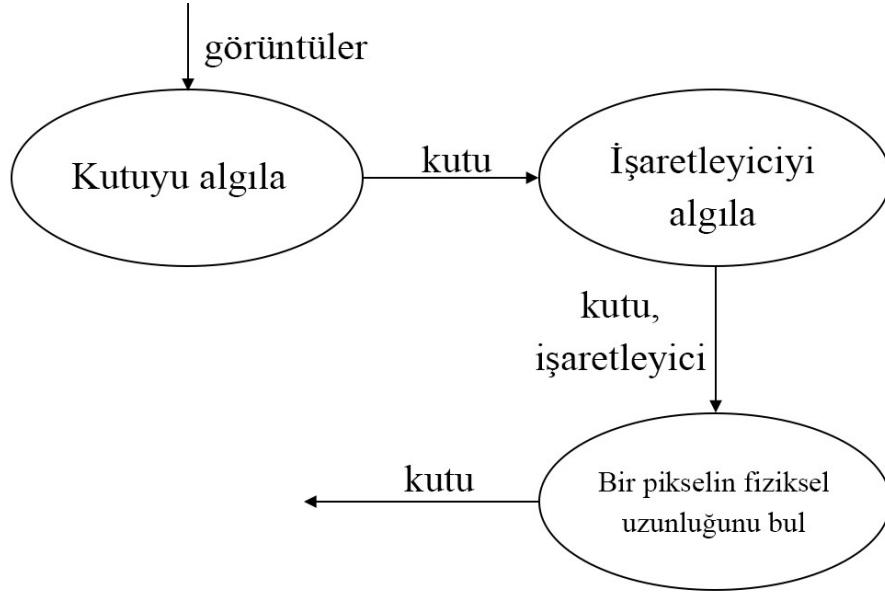 görüntüler
Kutuyu algıla
kutu
İşaretleyiciyi
algıla
kutu,
işaretleyici
Bir pikselin fiziksel
uzunluğunu bul
kutu